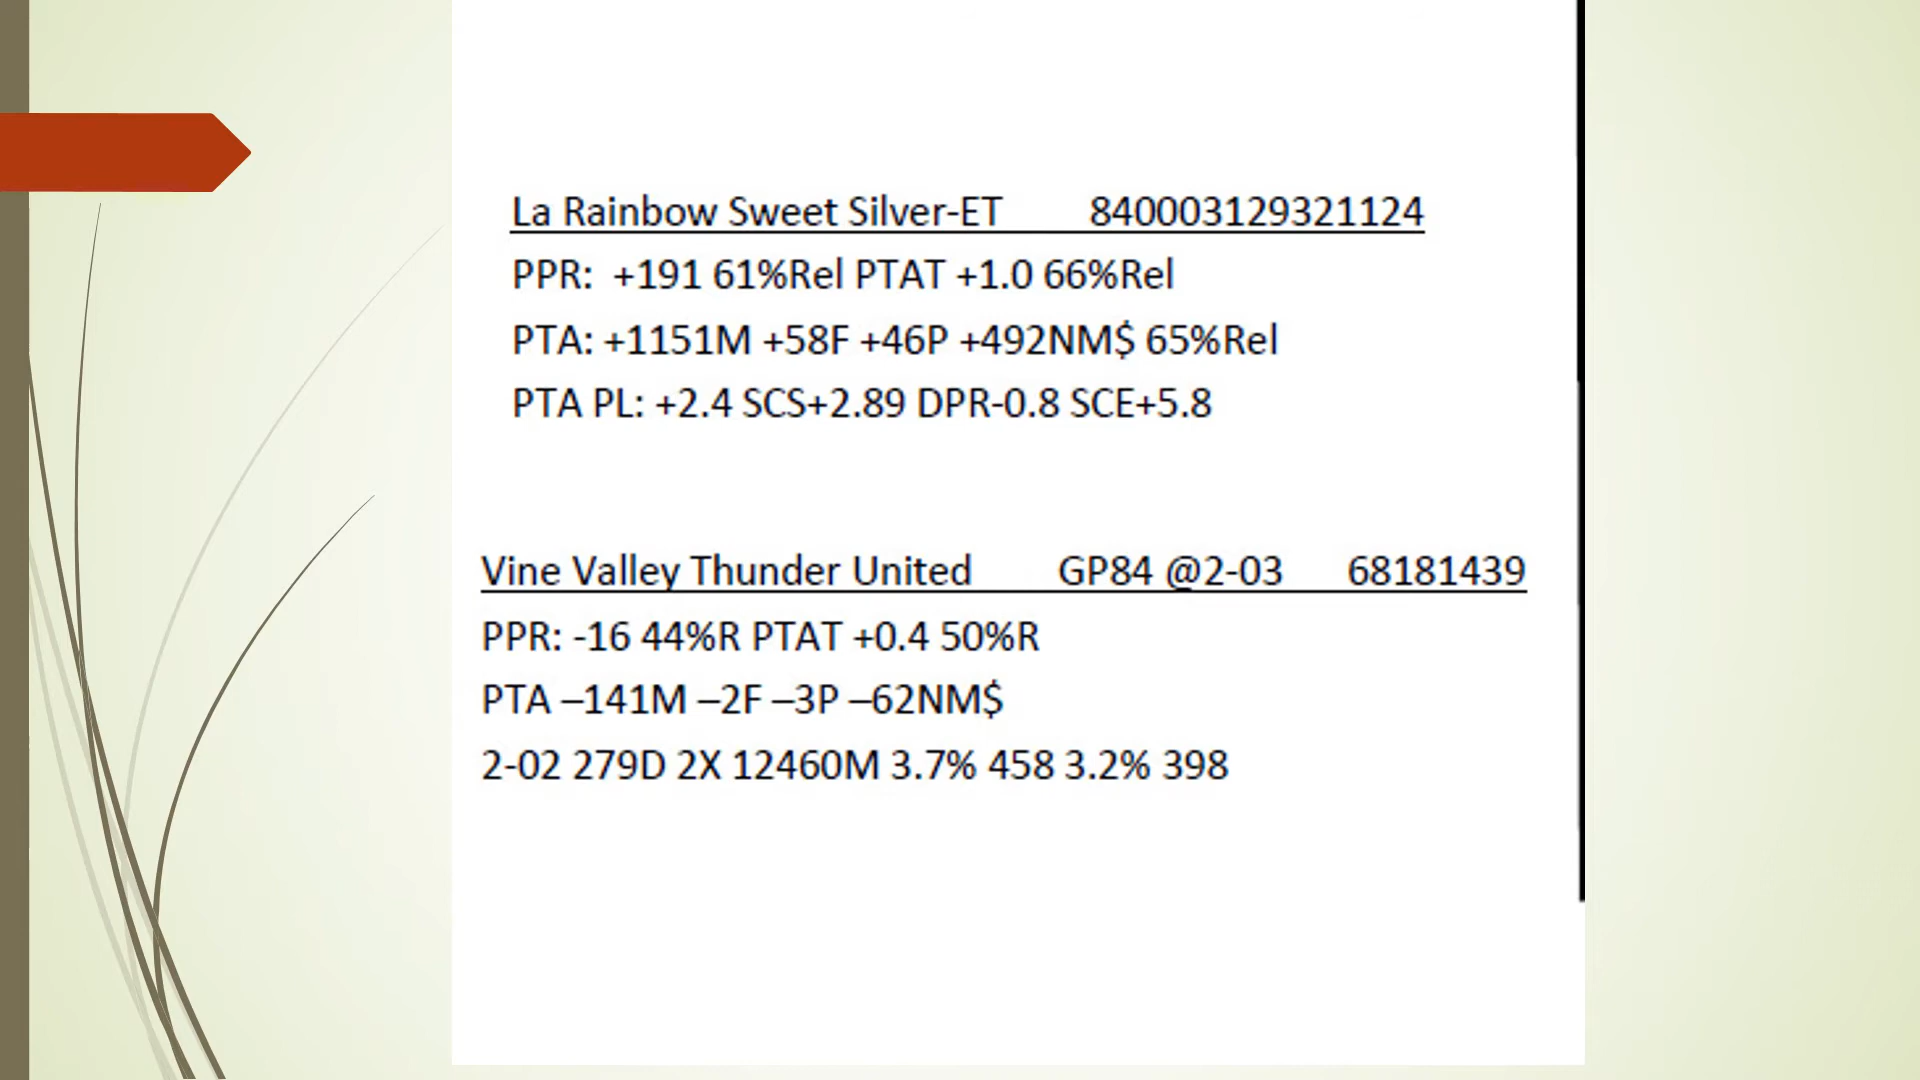 La Rainbow Sweet Silver-ET 840003129321124
PPR: +191 61%Rel PTAT +1.0 66%Rel
PTA: +1151M +58F +46P +492NM$ 65%Rel
PTA PL: +2.4 SCS+2.89 DPR-0.8 SCE+5.8
Vine Valley Thunder United GP84 @2-03 68181439
PPR: -16 44%R PTAT +0.4 50%R
PTA –141M –2F –3P –62NM$
2-02 279D 2X 12460M 3.7% 458 3.2% 398